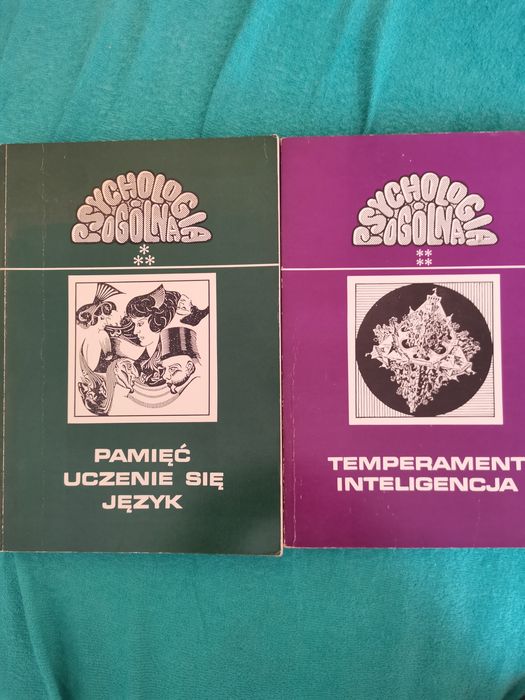 PSYCHOLOGIA
OGÓLNA
*
**
PAMIĘĆ
UCZENIE SIĘ
JĘZYK
PSYCHOLOGIA
OGÓLNA
**
**
TEMPERAMENT
INTELIGENCJA